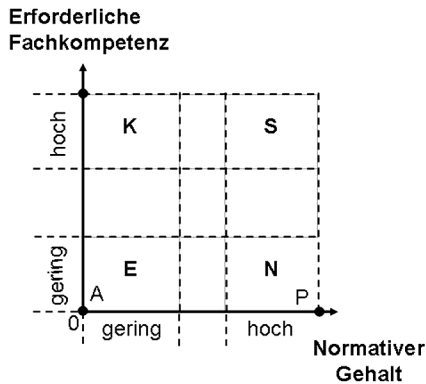 Erforderliche
Fachkompetenz
hoch
K
S
gering
E
N
A
P
0
gering
hoch
Normativer
Gehalt